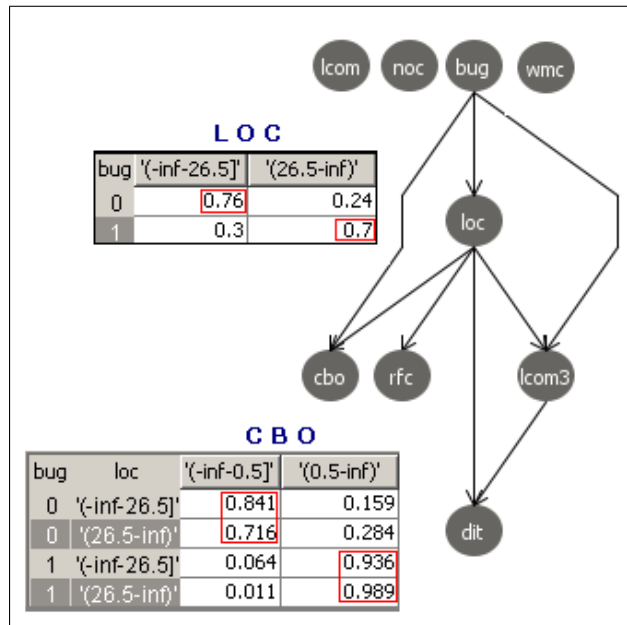 lcom noc bug wmc
L O C
bug '(-inf-26.5]' '(26.5-inf)'
0 0.76 0.24
1 0.3 0.7
loc
cbo rfc lcom3
C B O
bug loc '(-inf-0.5]' '(0.5-inf)'
0 '(-inf-26.5]' 0.841 0.159
0 '(26.5-inf)' 0.716 0.284
1 '(-inf-26.5]' 0.064 0.936
1 '(26.5-inf)' 0.011 0.989
dit